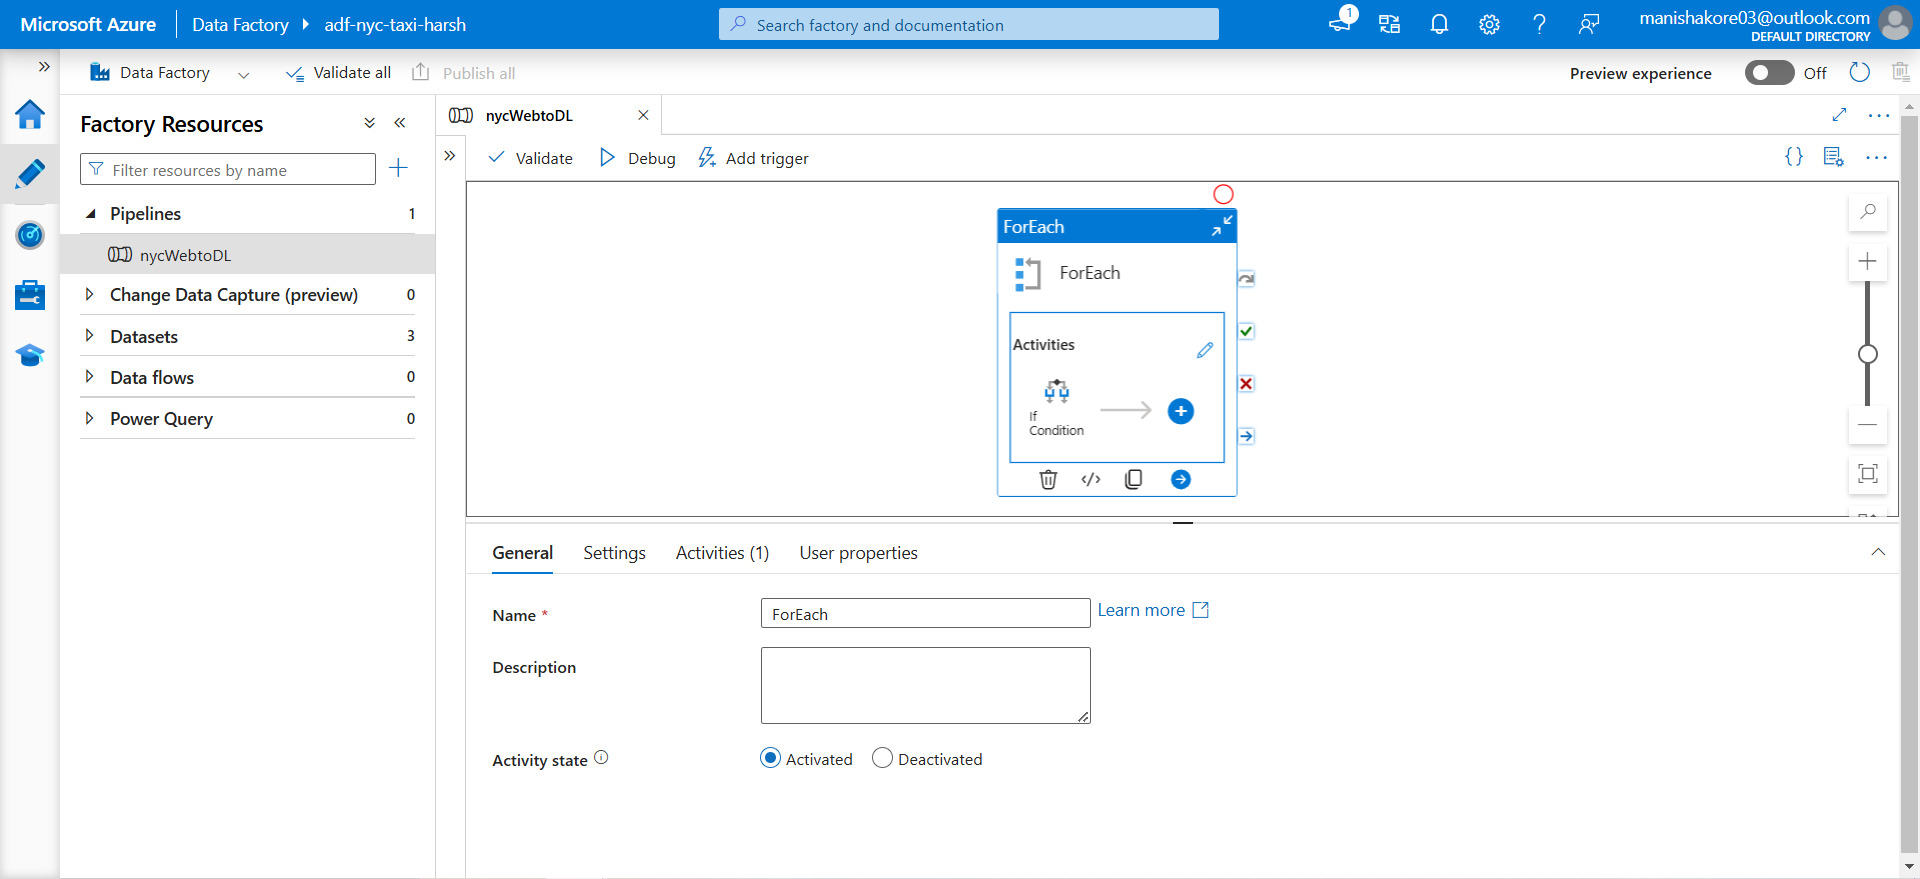 Microsoft Azure
Data Factory
adf-nyc-taxi-harsh
Search factory and documentation
1
manishakore03@outlook.com
DEFAULT DIRECTORY
Data Factory
Validate all
Publish all
Preview experience
Off
Factory Resources
Filter resources by name
Pipelines 1
nycWebtoDL
Change Data Capture (preview) 0
Datasets 3
Data flows 0
Power Query 0
nycWebtoDL
Validate
Debug
Add trigger
ForEach
ForEach
Activities
If
Condition
General
Settings
Activities (1)
User properties
Name *
ForEach
Learn more
Description
Activity state
Activated
Deactivated